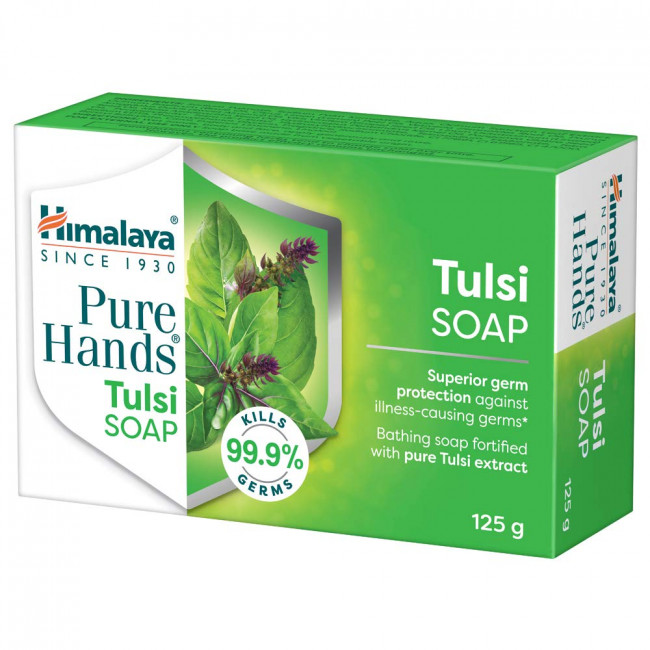 Himalaya®
SINCE 1930
Pure
Hands®
Tulsi
SOAP
KILLS
99.9%
GERMS
Tulsi
SOAP
Superior germ
protection against
illness-causing germs*
Bathing soap fortified
with pure Tulsi extract
125 g
Himalaya®
SINCE 1930
Pure
Hands®
Tulsi
SOAP
125 g